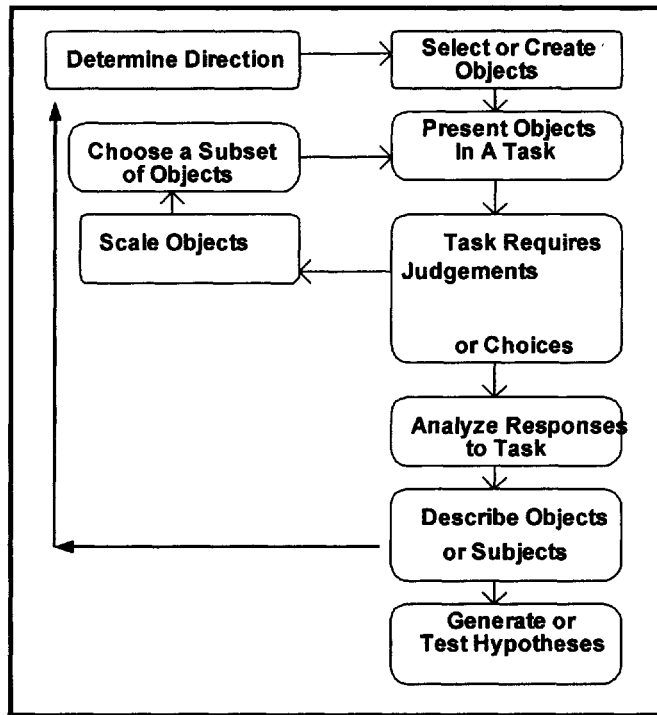 Determine Direction
Select or Create
Objects
Present Objects
In A Task
Choose a Subset
of Objects
Scale Objects
Task Requires
Judgements
or Choices
Analyze Responses
to Task
Describe Objects
or Subjects
Generate or
Test Hypotheses